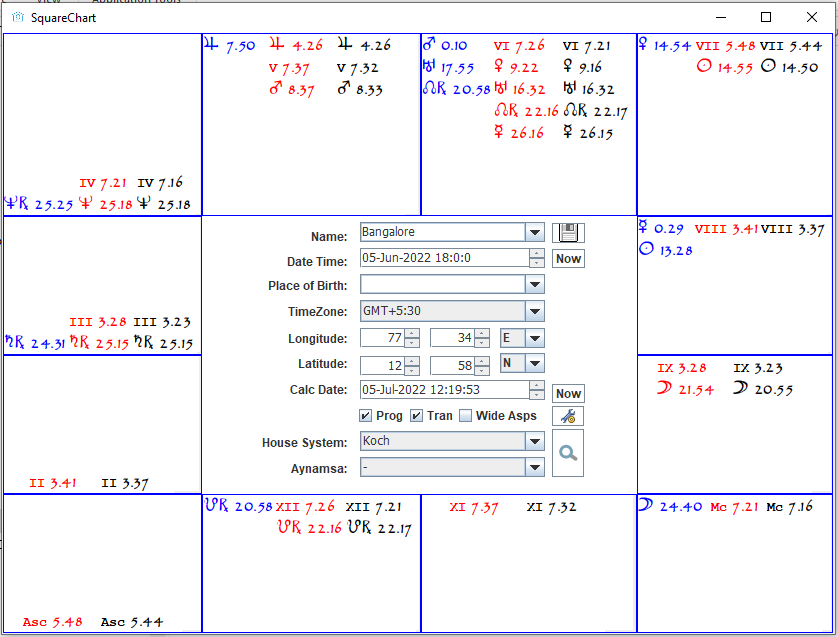 SquareChart
♃ 7.50 ♃ 4.26 ♃ 4.26
V 7.37 V 7.32
♂ 8.37 ♂ 8.33
♂ 0.10 VI 7.26 VI 7.21
♅ 17.55 ♀ 9.22 ♀ 9.16
☊℞ 20.58 ♅ 16.32 ♅ 16.32
☊℞ 22.16 ☊℞ 22.17
☿ 26.16 ☿ 26.15
♀ 14.54 VII 5.48 VII 5.44
☉ 14.55 ☉ 14.50
IV 7.21 IV 7.16
♆℞ 25.25 ♆ 25.18 ♆ 25.18
☿ 0.29 VIII 3.41 VIII 3.37
☉ 13.28
III 3.28 III 3.23
♄℞ 24.31 ♄℞ 25.15 ♄℞ 25.15
IX 3.28 IX 3.23
☽ 21.54 ☽ 20.55
II 3.41 II 3.37
Name: Bangalore
Date Time: 05-Jun-2022 18:0:0 Now
Place of Birth:
TimeZone: GMT+5:30
Longitude: 77 34 E
Latitude: 12 58 N
Calc Date: 05-Jul-2022 12:19:53 Now
Prog Tran Wide Asps
House System: Koch
Aynamsa: -
☋℞ 20.58 XII 7.26 XII 7.21
☋℞ 22.16 ☋℞ 22.17
XI 7.37 XI 7.32
☽ 24.40 Mc 7.21 Mc 7.16
Asc 5.48 Asc 5.44